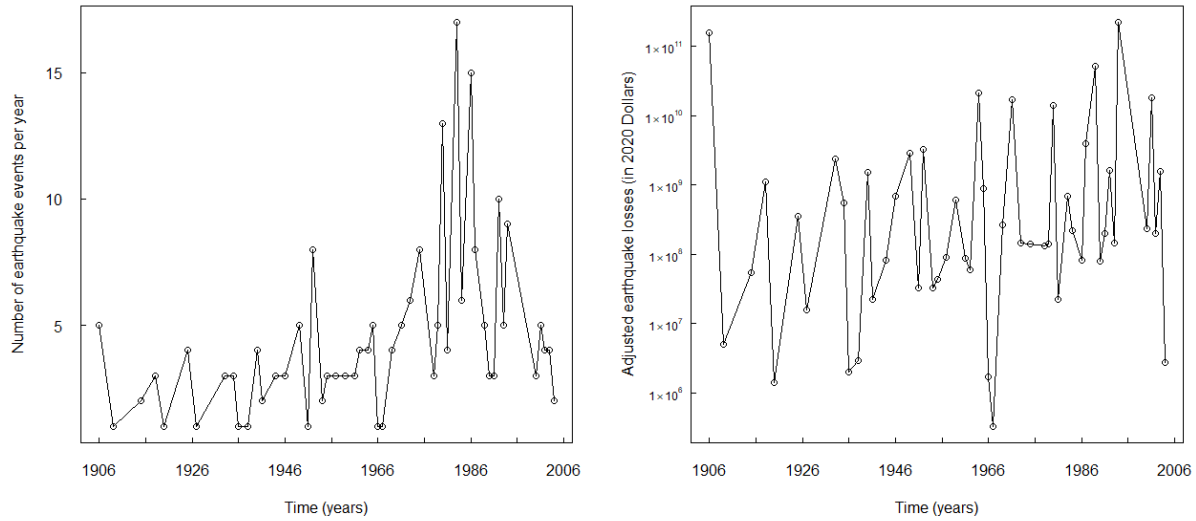 Number of earthquake events per year
15
10
5
1906 1926 1946 1966 1986 2006
Time (years)
Adjusted earthquake losses (in 2020 Dollars)
1×10¹¹
1×10¹⁰
1×10⁹
1×10⁸
1×10⁷
1×10⁶
1906 1926 1946 1966 1986 2006
Time (years)